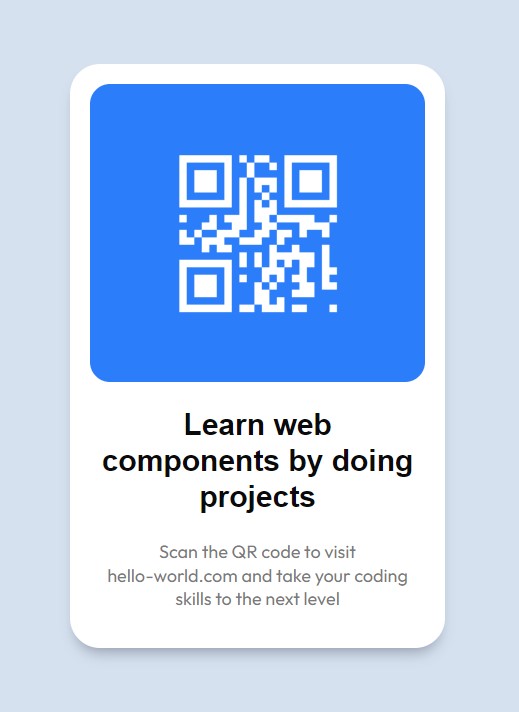 Learn web
components by doing
projects
Scan the QR code to visit
hello-world.com and take your coding
skills to the next level